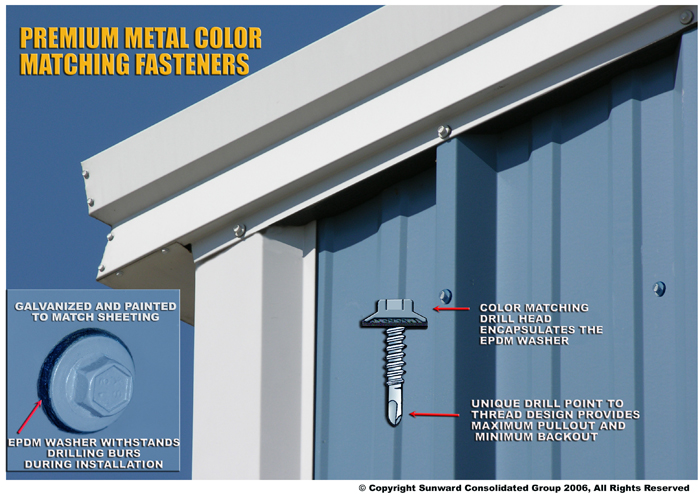 PREMIUM METAL COLOR
MATCHING FASTENERS
GALVANIZED AND PAINTED
TO MATCH SHEETING
EPDM WASHER WITHSTANDS
DRILLING BURS
DURING INSTALLATION
COLOR MATCHING
DRILL HEAD
ENCAPSULATES THE
EPDM WASHER
UNIQUE DRILL POINT TO
THREAD DESIGN PROVIDES
MAXIMUM PULLOUT AND
MINIMUM BACKOUT
© Copyright Sunward Consolidated Group 2006, All Rights Reserved